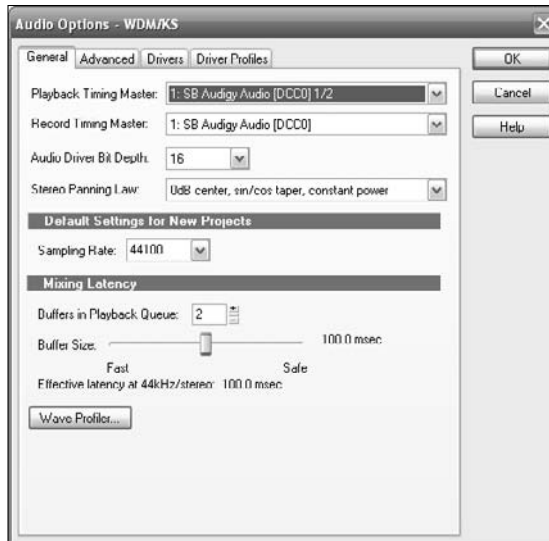 Audio Options - WDM/KS
General Advanced Drivers Driver Profiles
OK
Cancel
Help
Playback Timing Master: 1: SB Audigy Audio [DCC0] 1/2
Record Timing Master: 1: SB Audigy Audio [DCC0]
Audio Driver Bit Depth: 16
Stereo Panning Law: 0dB center, sin/cos taper, constant power
Default Settings for New Projects
Sampling Rate: 44100
Mixing Latency
Buffers in Playback Queue: 2
Buffer Size: 100.0 msec
Fast Safe
Effective latency at 44kHz/stereo: 100.0 msec
Wave Profiler...